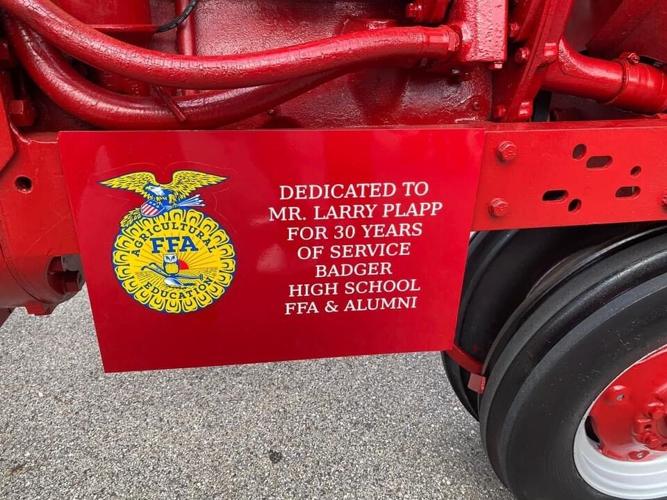 AGRICULTURAL
FFA
EDUCATION
DEDICATED TO
MR. LARRY PLAPP
FOR 30 YEARS
OF SERVICE
BADGER
HIGH SCHOOL
FFA & ALUMNI